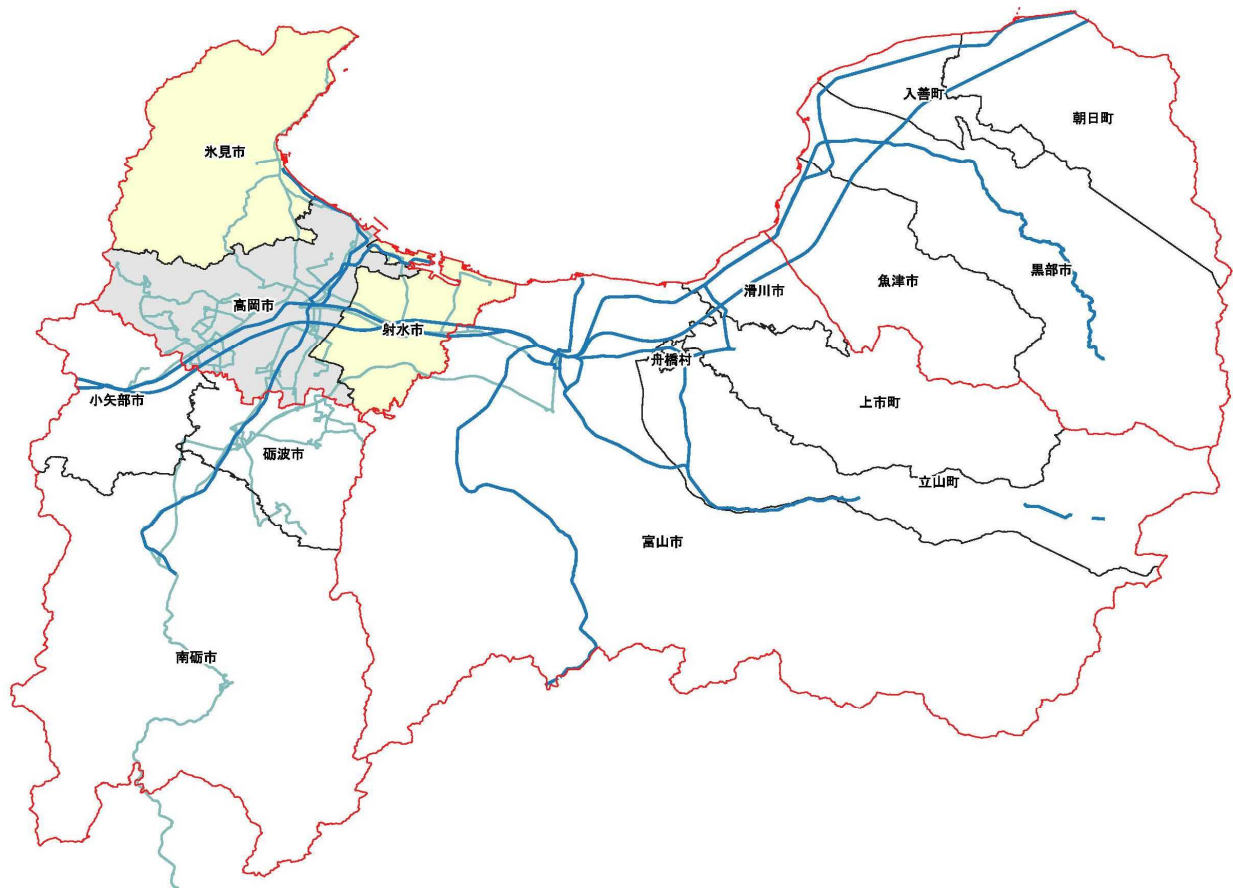 入善町
朝日町
氷見市
黒部市
魚津市
滑川市
高岡市
射水市
舟橋村
小矢部市
上市町
砺波市
立山町
富山市
南砺市